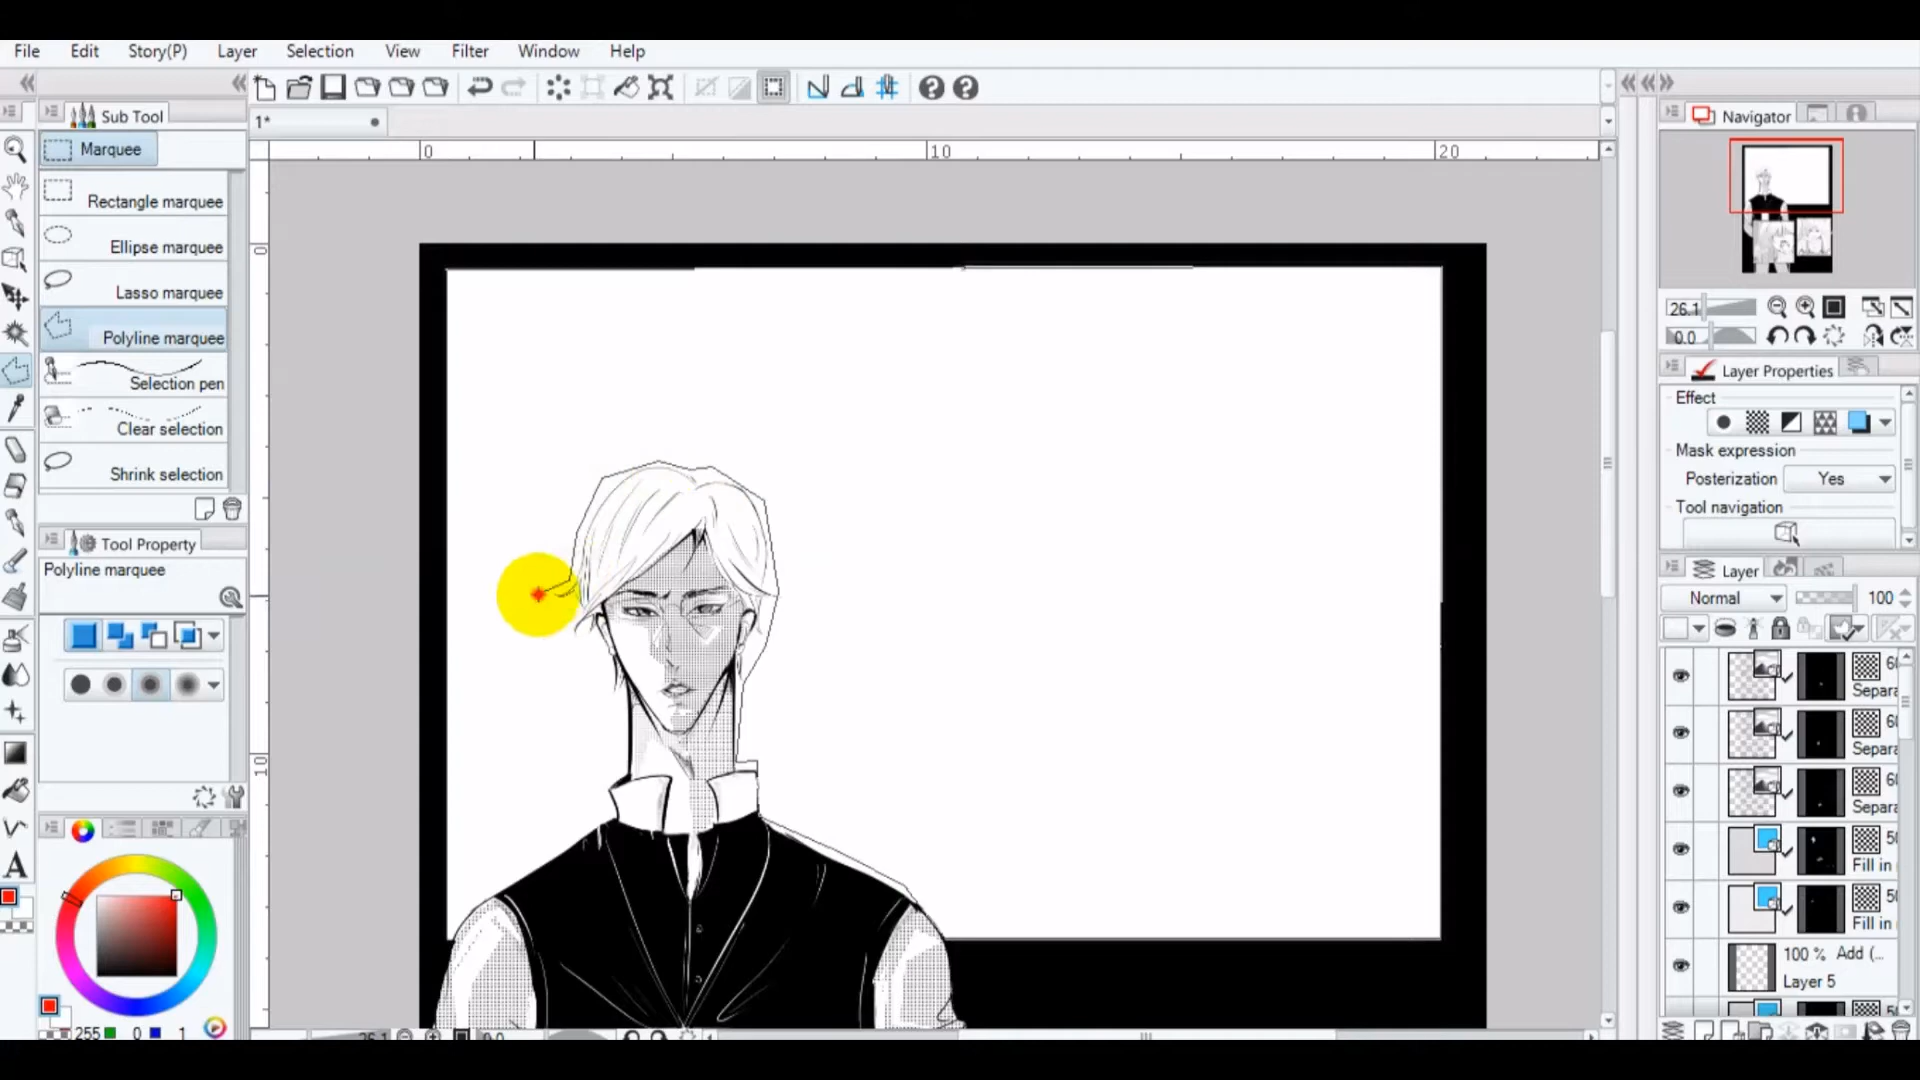 File Edit Story(P) Layer Selection View Filter Window Help
1*
Sub Tool
Marquee
Rectangle marquee
Ellipse marquee
Lasso marquee
Polyline marquee
Selection pen
Clear selection
Shrink selection
Tool Property
Polyline marquee
255 0 1
0 10 20
0
10
Navigator
26.1
0.0
Layer Properties
Effect
Mask expression
Posterization Yes
Tool navigation
Layer
Normal 100
Separa
Separa
Separa
Fill in
Fill in
100 % Add (...
Layer 5
A